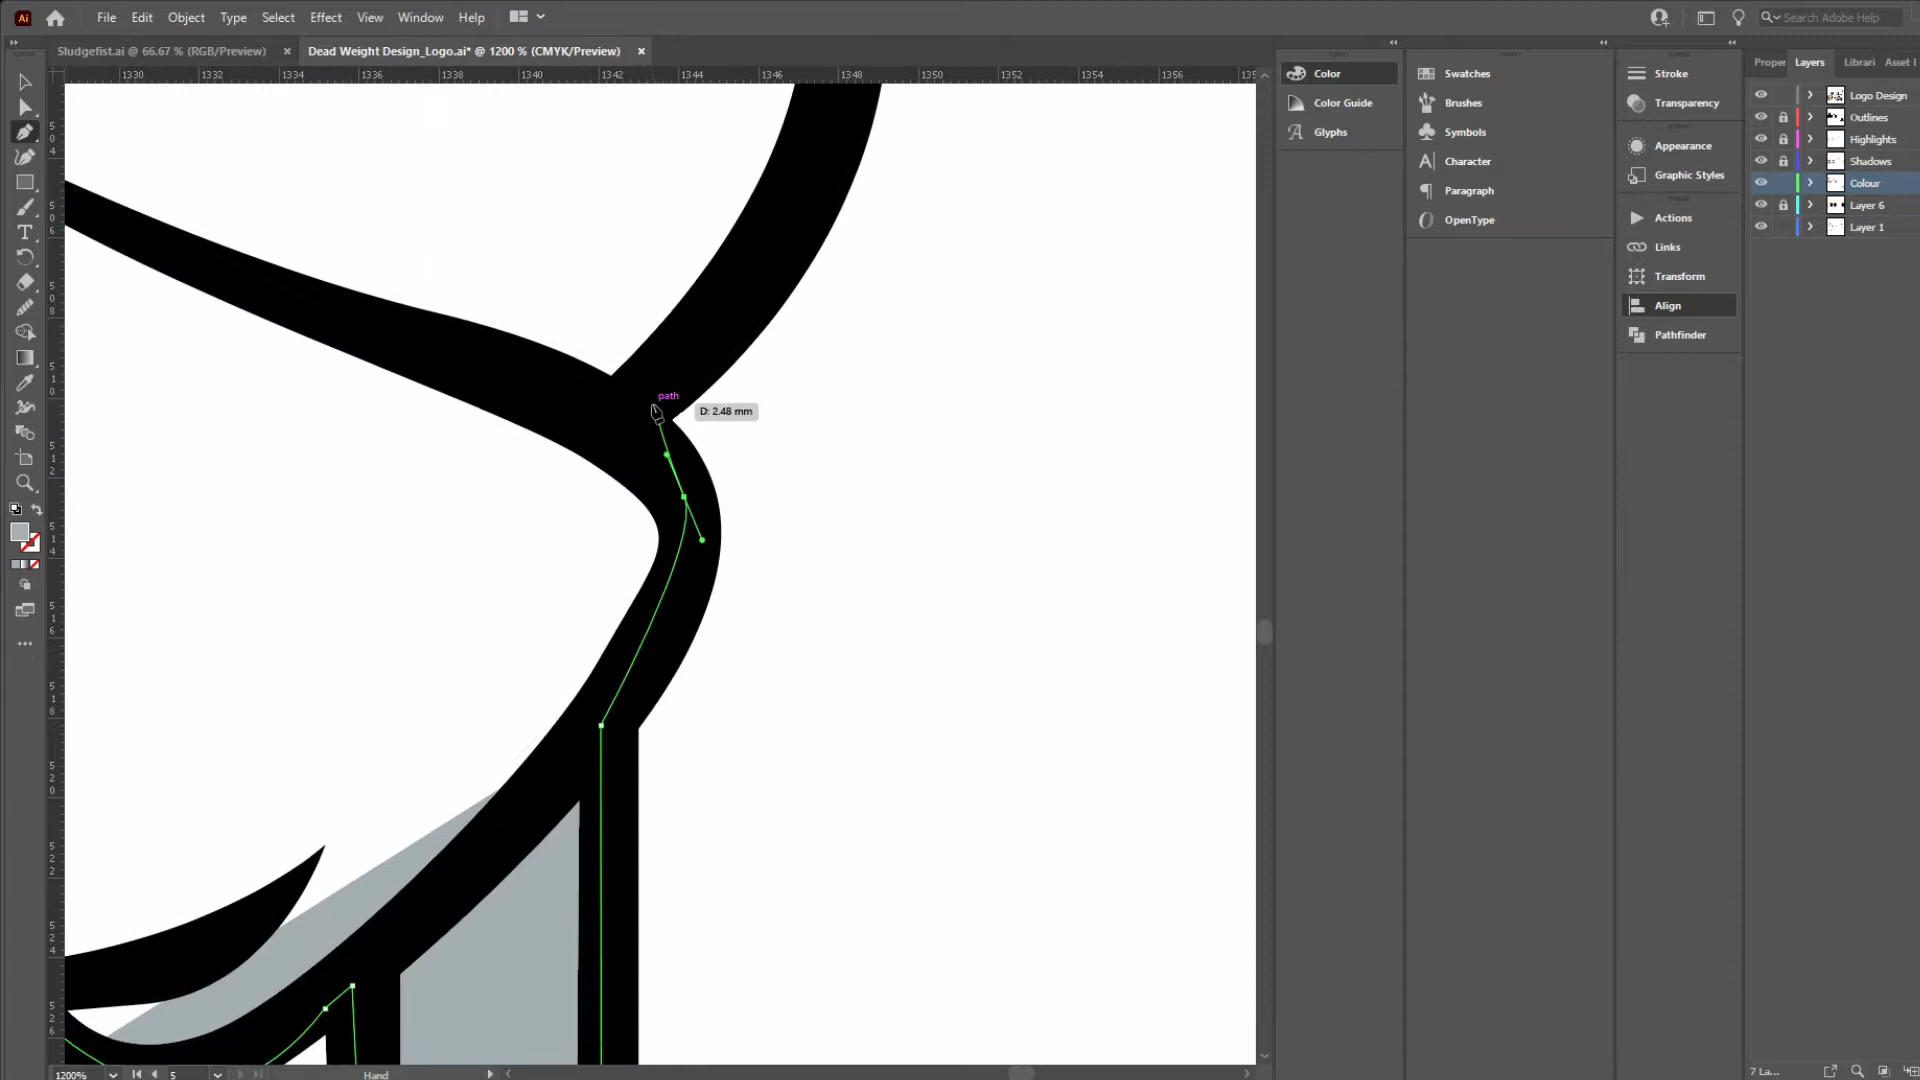 Ai File Edit Object Type Select Effect View Window Help Search Adobe Help
Sludgefist.ai @ 66.67 % (RGB/Preview) × Dead Weight Design_Logo.ai* @ 1200 % (CMYK/Preview) ×
1330 1332 1334 1336 1338 1340 1342 1344 1346 1348 1350 1352 1354 1356
Color
Color Guide
Glyphs
Swatches
Brushes
Symbols
Character
Paragraph
OpenType
Stroke
Transparency
Appearance
Graphic Styles
Actions
Links
Transform
Align
Pathfinder
Proper Layers Librari Asset
Logo Design
Outlines
Highlights
Shadows
Colour
Layer 6
Layer 1
path
D: 2.48 mm
1200% 5 Hand
7 La...